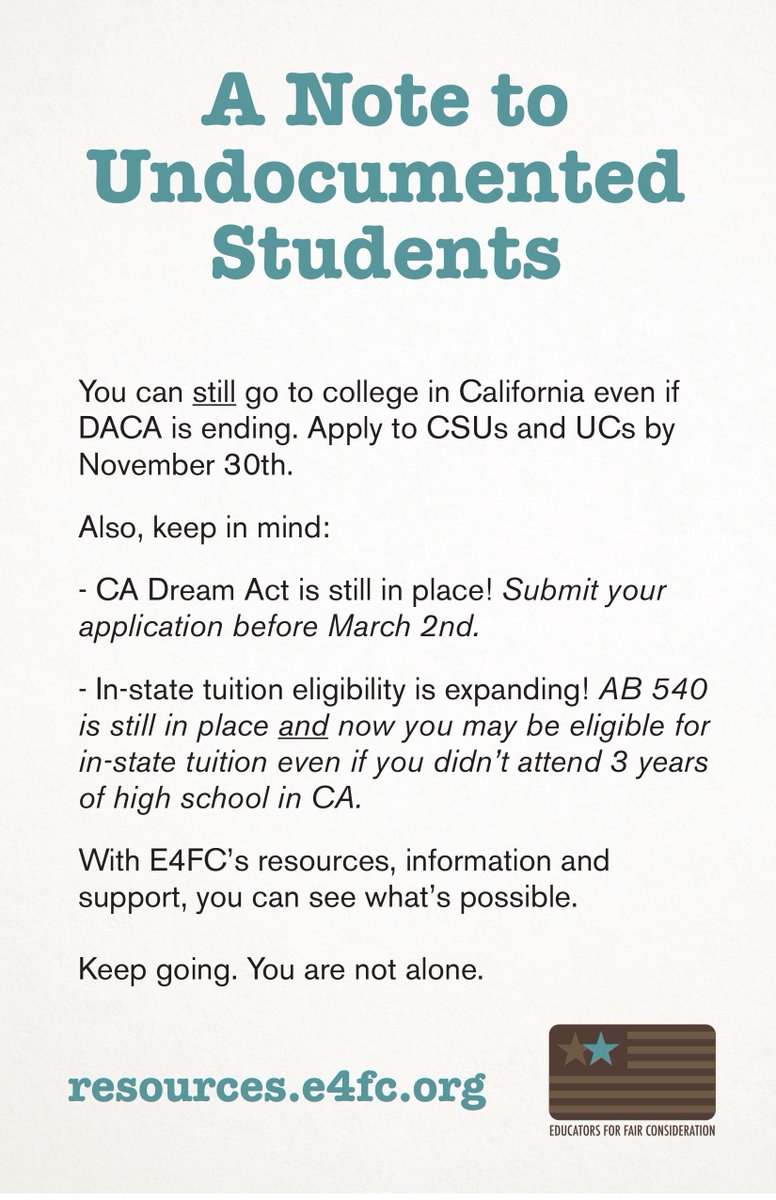 A Note to
Undocumented
Students
You can still go to college in California even if
DACA is ending. Apply to CSUs and UCs by
November 30th.
Also, keep in mind:
- CA Dream Act is still in place! Submit your
application before March 2nd.
- In-state tuition eligibility is expanding! AB 540
is still in place and now you may be eligible for
in-state tuition even if you didn't attend 3 years
of high school in CA.
With E4FC's resources, information and
support, you can see what's possible.
Keep going. You are not alone.
resources.e4fc.org
EDUCATORS FOR FAIR CONSIDERATION